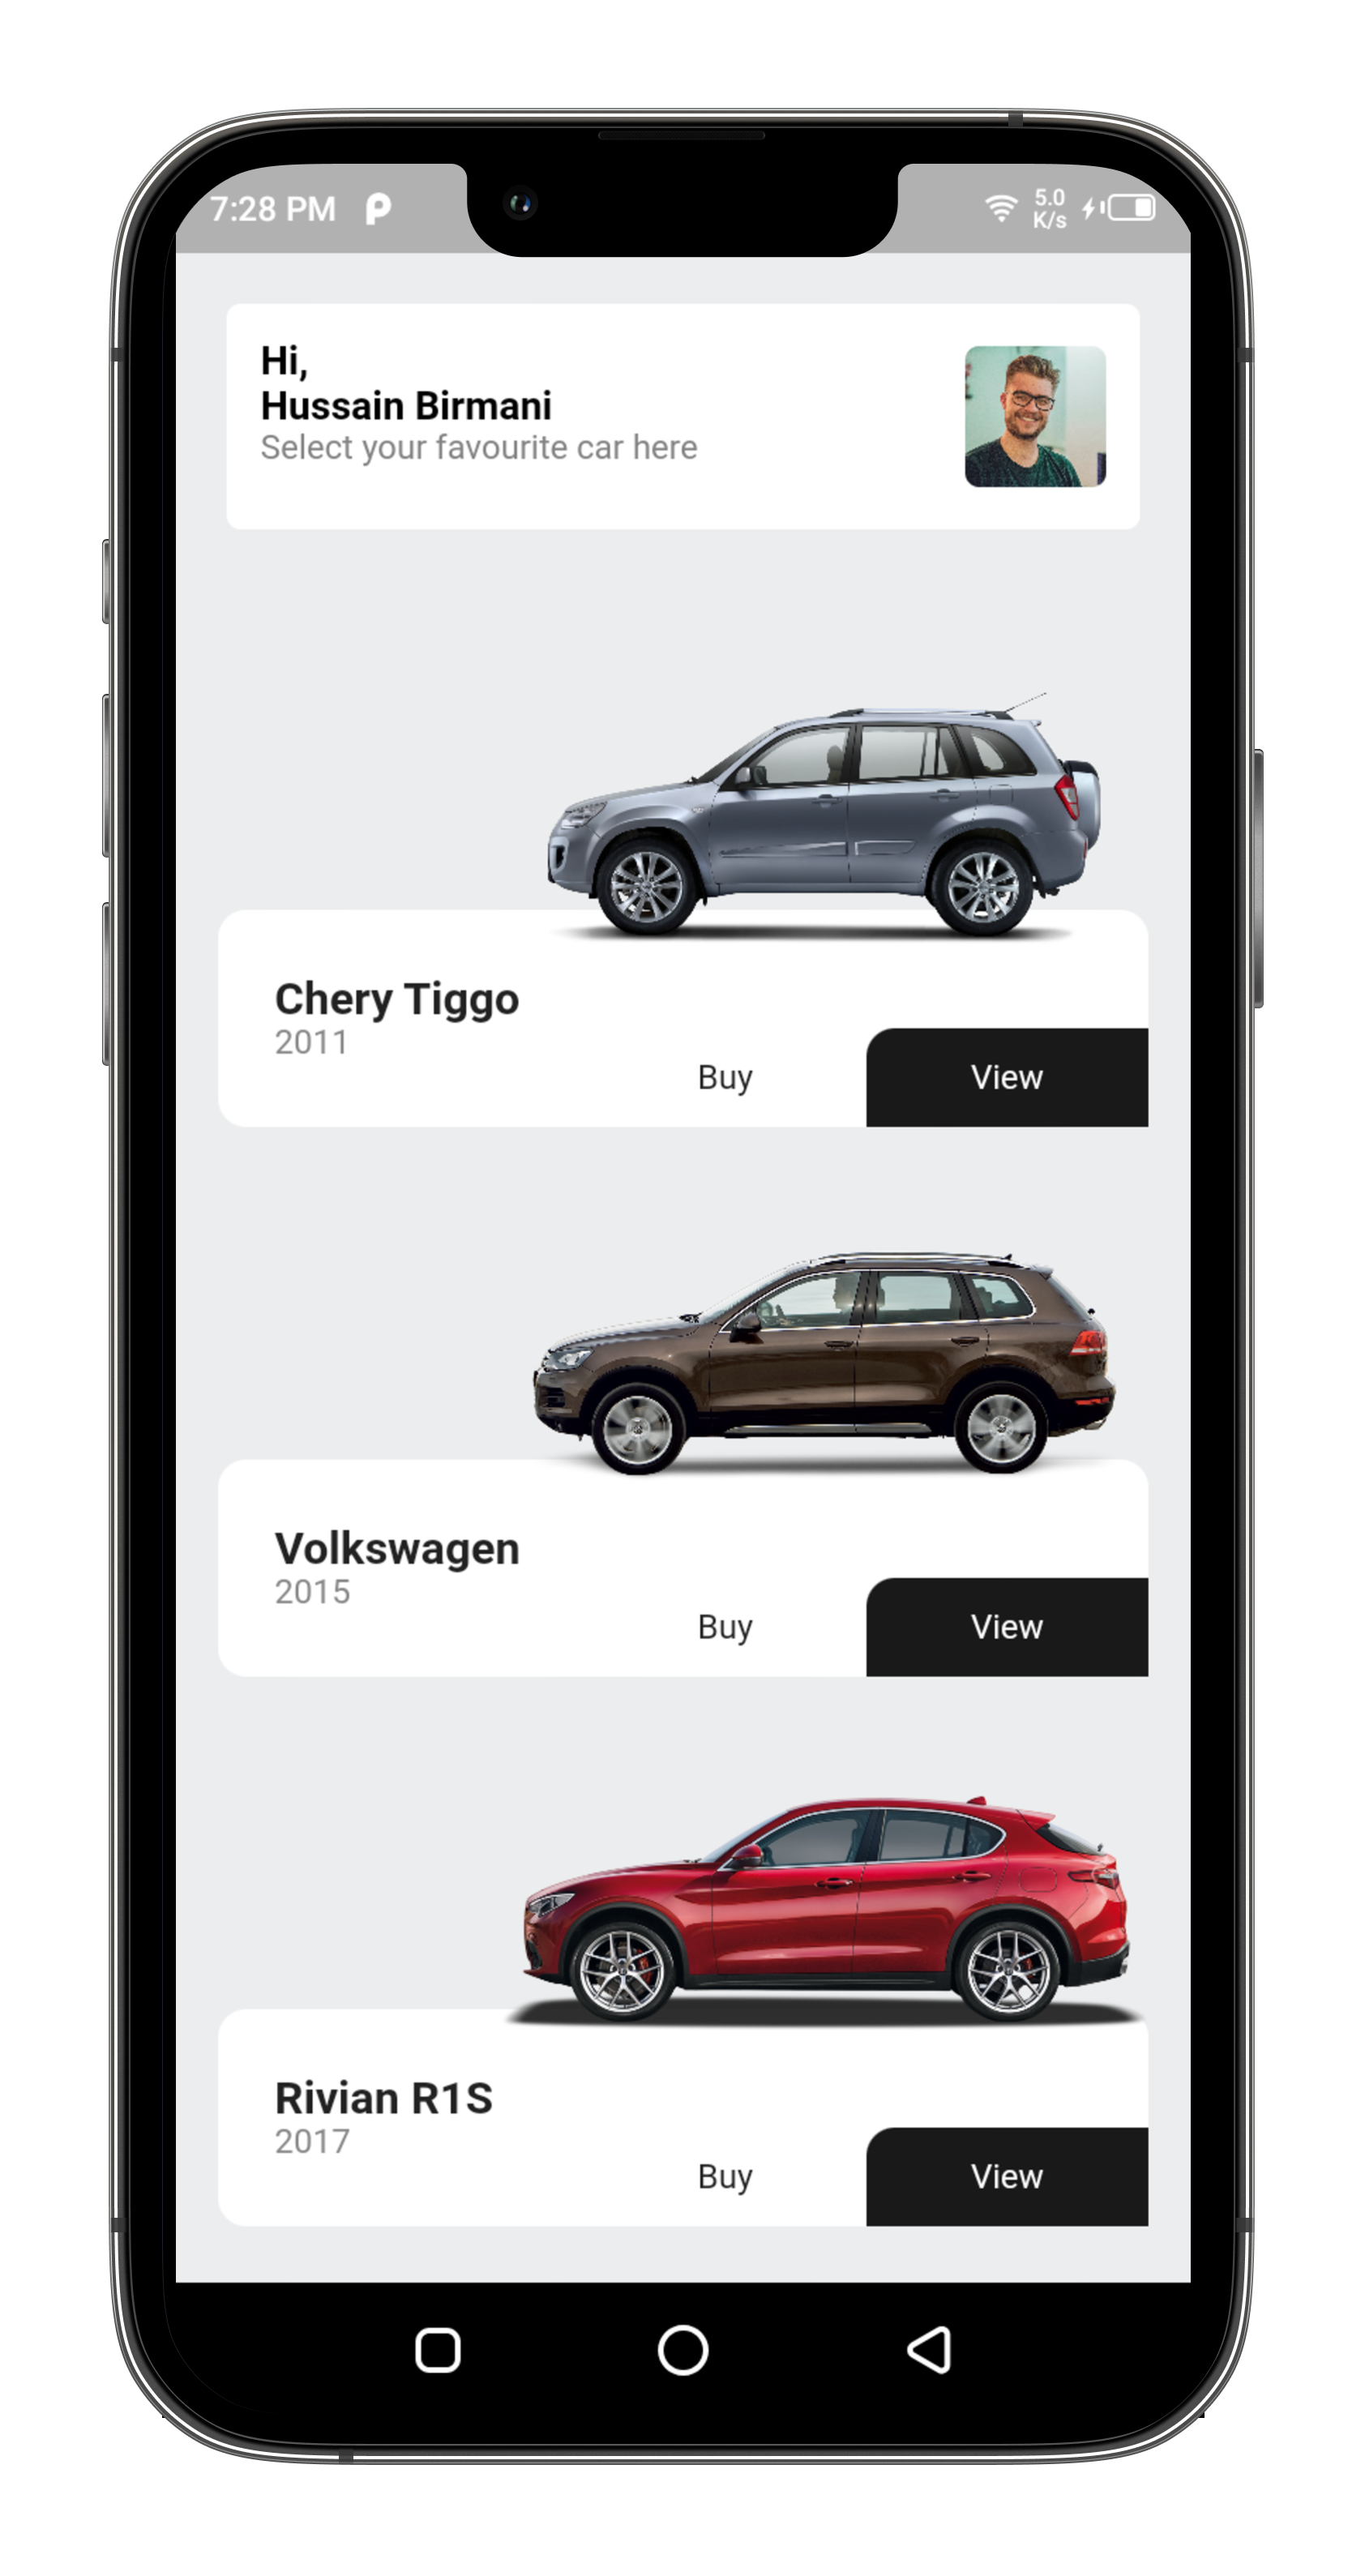 7:28 PM
5.0
K/s
Hi,
Hussain Birmani
Select your favourite car here
Chery Tiggo
2011
Buy View
Volkswagen
2015
Buy View
Rivian R1S
2017
Buy View